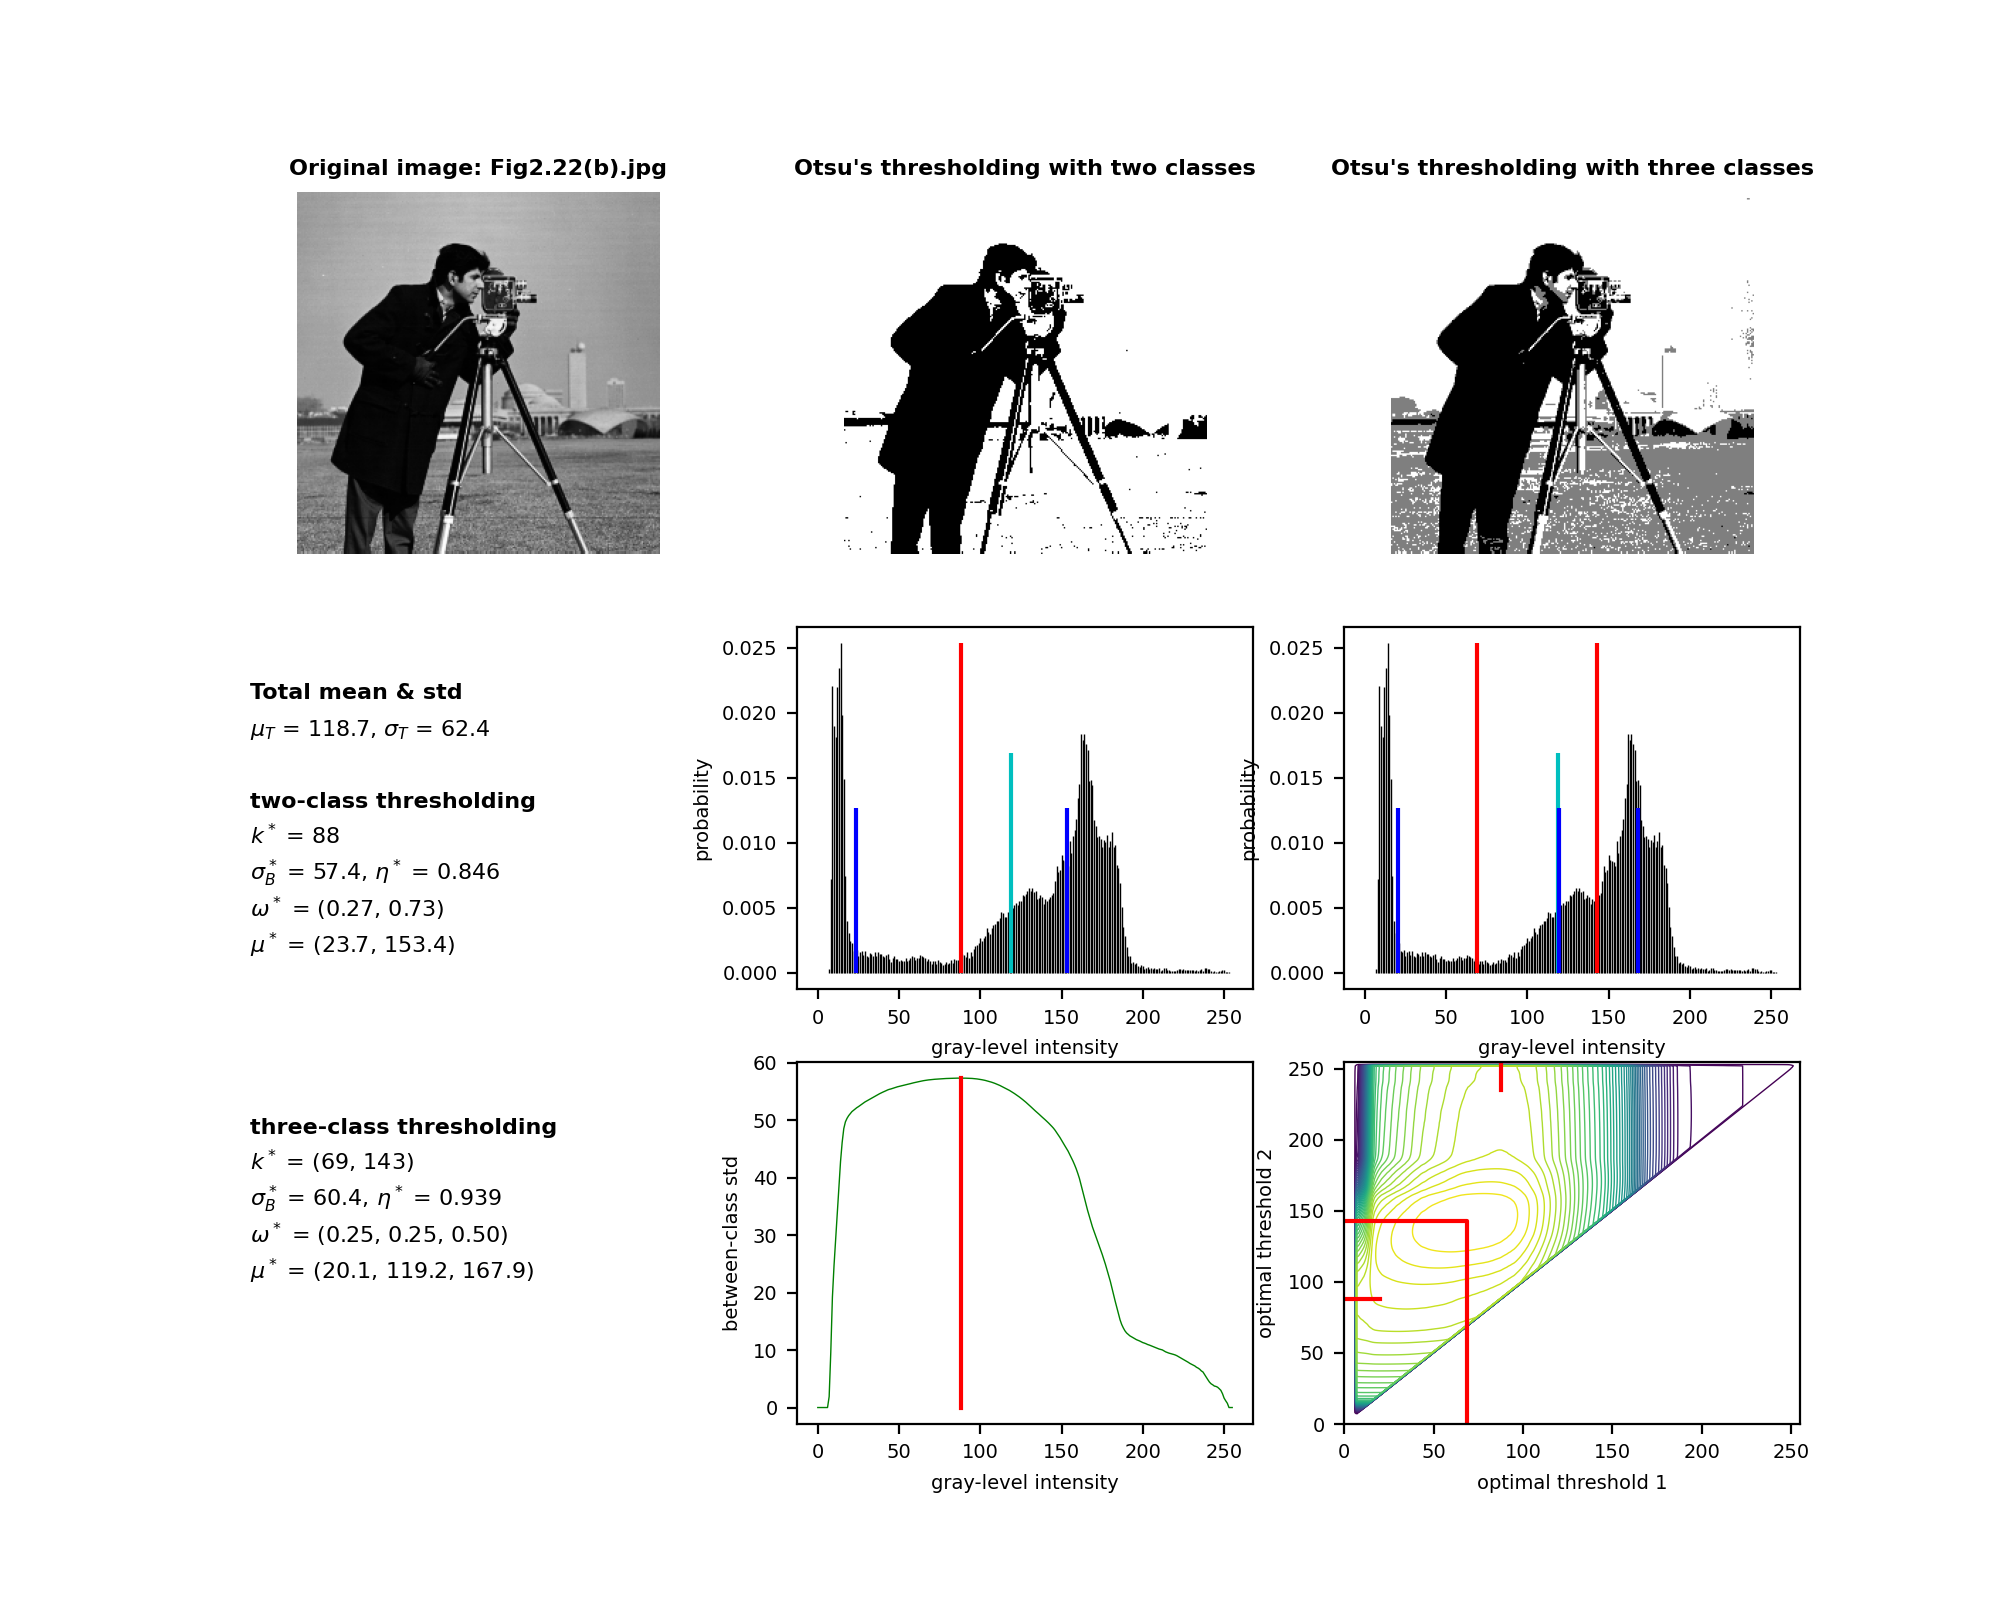 Original image: Fig2.22(b).jpg
Otsu's thresholding with two classes
Otsu's thresholding with three classes
Total mean & std
μ_T = 118.7, σ_T = 62.4
two-class thresholding
k* = 88
σ*_B = 57.4, η* = 0.846
ω* = (0.27, 0.73)
μ* = (23.7, 153.4)
probability
0.025
0.020
0.015
0.010
0.005
0.000
0 50 100 150 200 250
gray-level intensity
probability
0.025
0.020
0.015
0.010
0.005
0.000
0 50 100 150 200 250
gray-level intensity
three-class thresholding
k* = (69, 143)
σ*_B = 60.4, η* = 0.939
ω* = (0.25, 0.25, 0.50)
μ* = (20.1, 119.2, 167.9)
between-class std
60
50
40
30
20
10
0
0 50 100 150 200 250
gray-level intensity
optimal threshold 2
250
200
150
100
50
0
0 50 100 150 200 250
optimal threshold 1